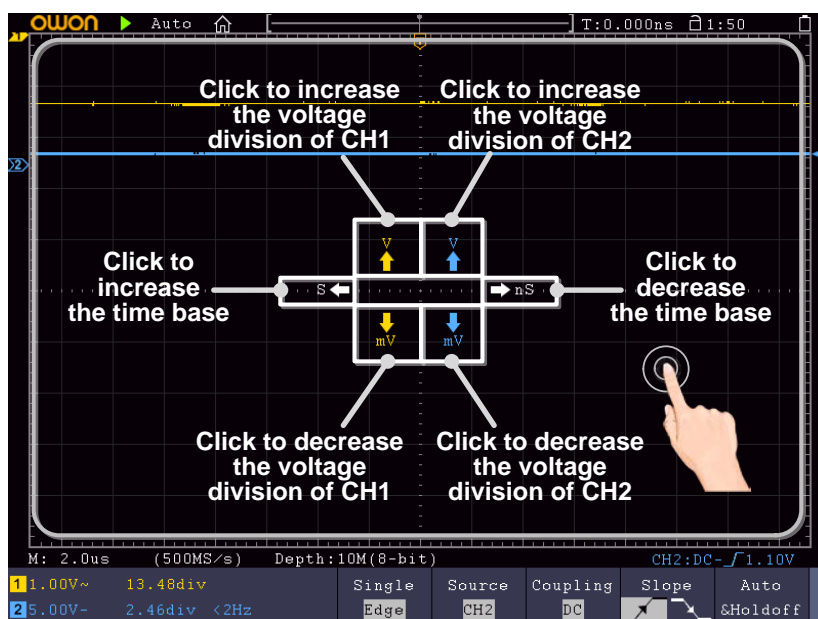 OWON Auto T:0.000ns 1:50
1
T
Click to increase
the voltage
division of CH1
Click to increase
the voltage
division of CH2
2
V V
Click to
increase
the time base
S nS
Click to
decrease
the time base
mV mV
Click to decrease
the voltage
division of CH1
Click to decrease
the voltage
division of CH2
M: 2.0us (500MS/s) Depth:10M(8-bit) CH2:DC- 1.10V
1 1.00V~ 13.48div Single Source Coupling Slope Auto
2 5.00V- 2.46div <2Hz Edge CH2 DC &Holdoff